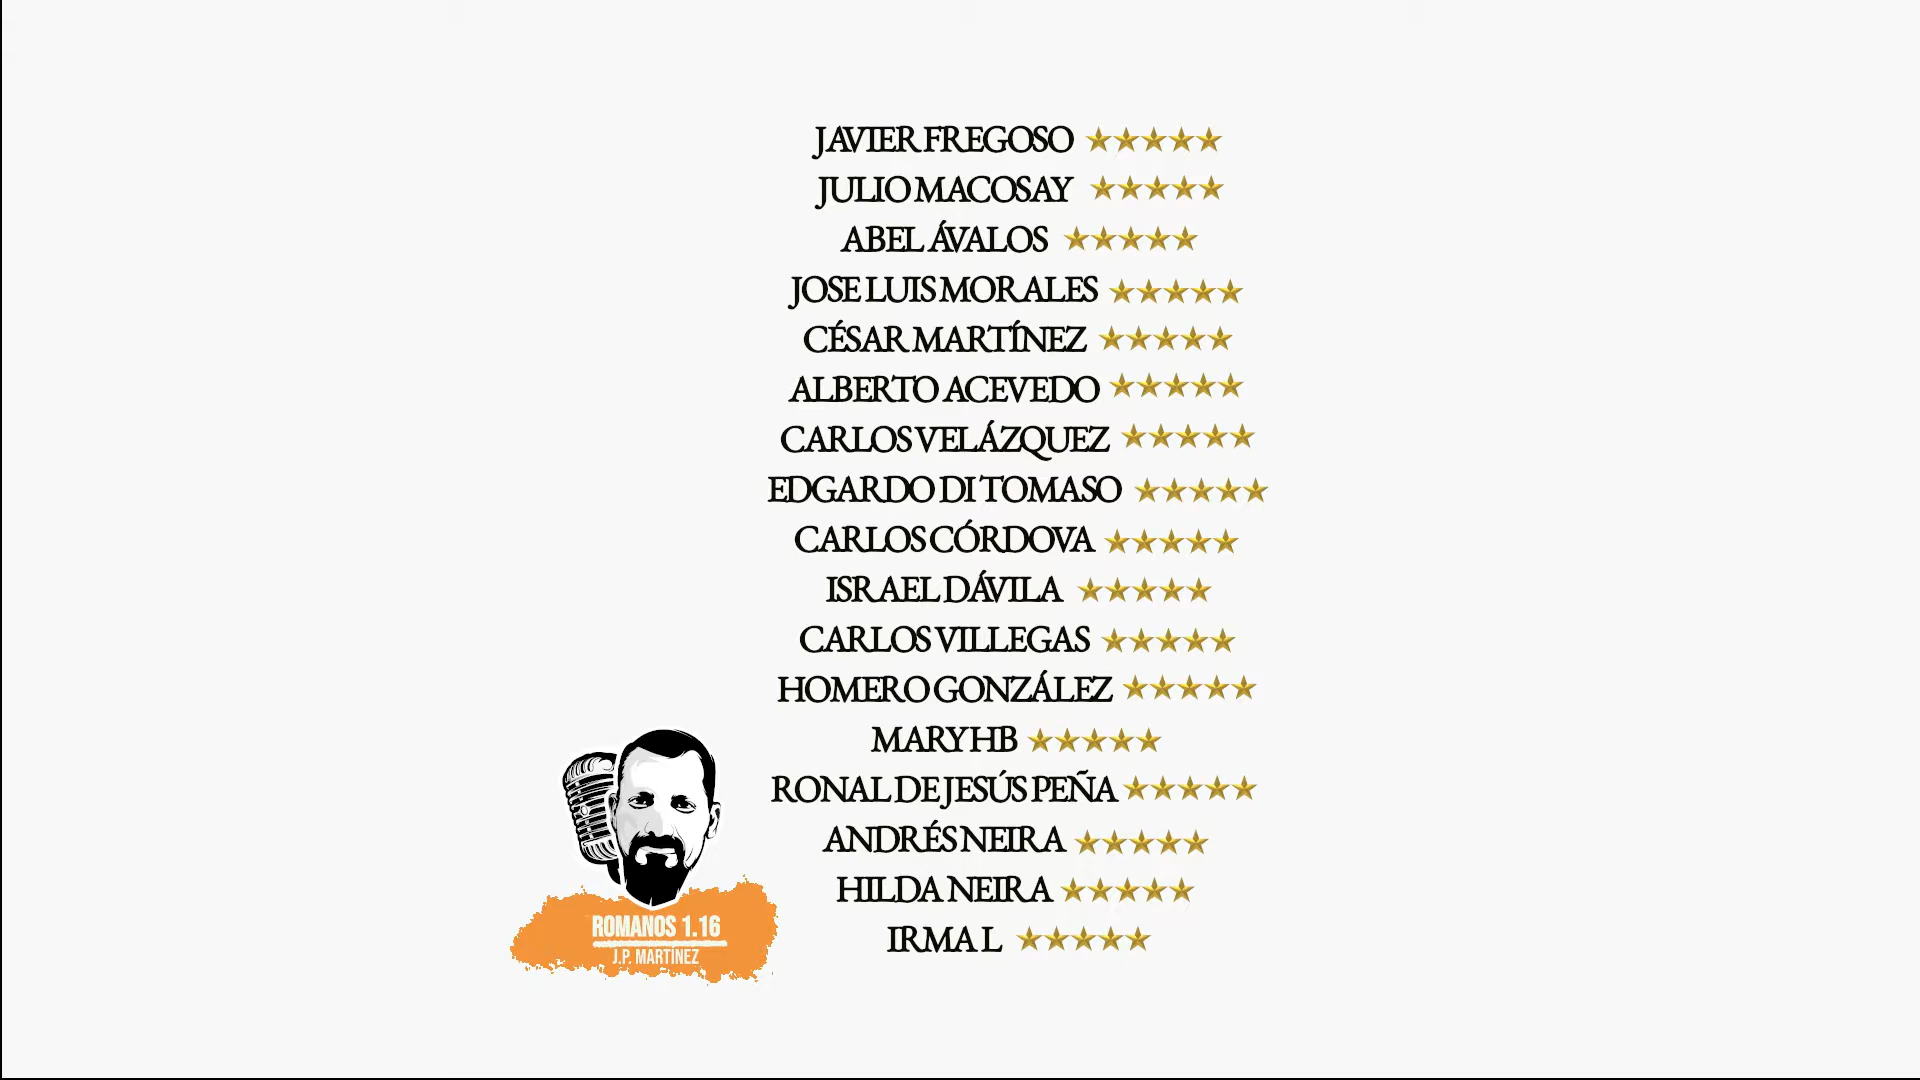 JAVIER FREGOSO
JULIO MACOSAY
ABEL ÁVALOS
JOSE LUIS MORALES
CÉSAR MARTÍNEZ
ALBERTO ACEVEDO
CARLOS VELÁZQUEZ
EDGARDO DI TOMASO
CARLOS CÓRDOVA
ISRAEL DÁVILA
CARLOS VILLEGAS
HOMERO GONZÁLEZ
MARY HB
RONAL DE JESÚS PEÑA
ANDRÉS NEIRA
HILDA NEIRA
IRMA L
ROMANOS 1.16
J.P. MARTÍNEZ